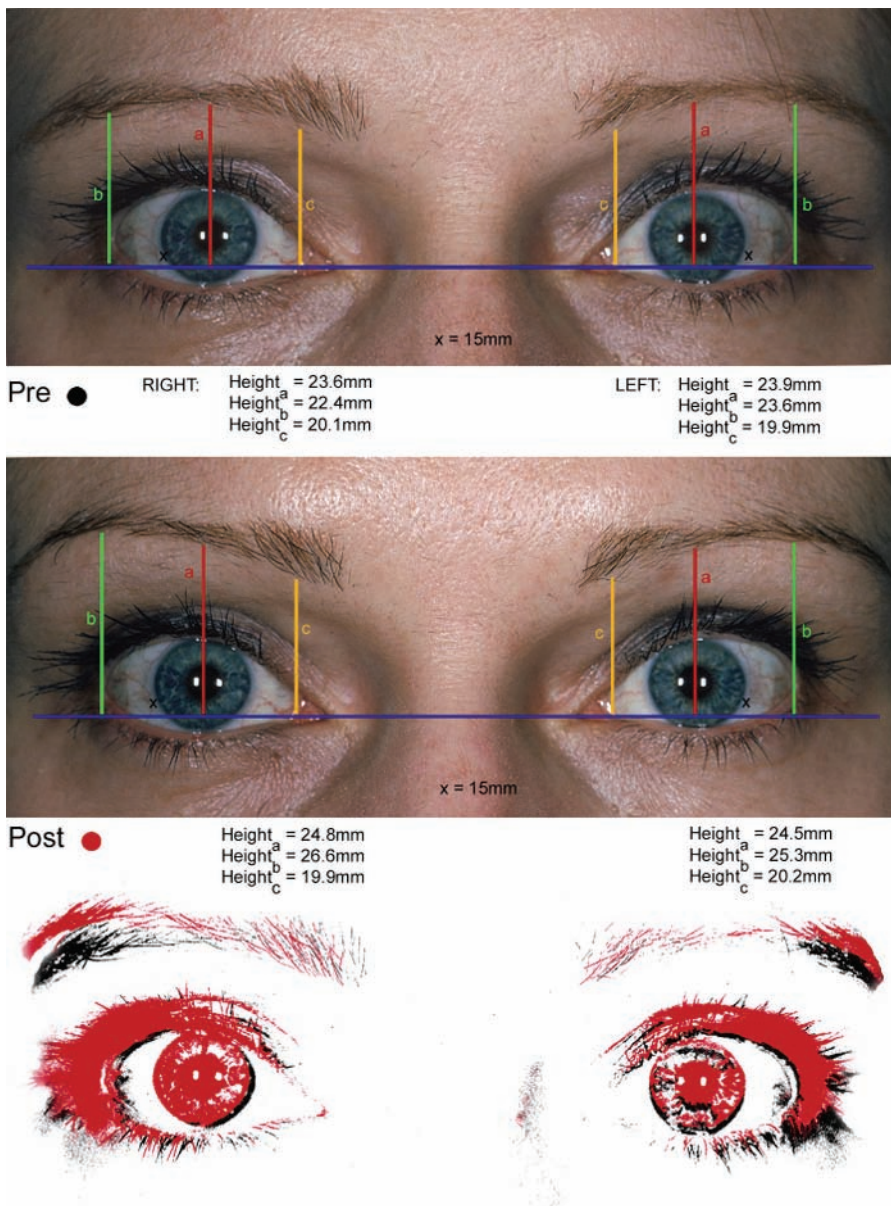 a a
b c c b
x x
x = 15mm
Pre RIGHT: Height a = 23.6mm LEFT: Height a = 23.9mm
Height b = 22.4mm Height b = 23.6mm
Height c = 20.1mm Height c = 19.9mm
a a
b c c b
x x
x = 15mm
Post Height a = 24.8mm Height a = 24.5mm
Height b = 26.6mm Height b = 25.3mm
Height c = 19.9mm Height c = 20.2mm